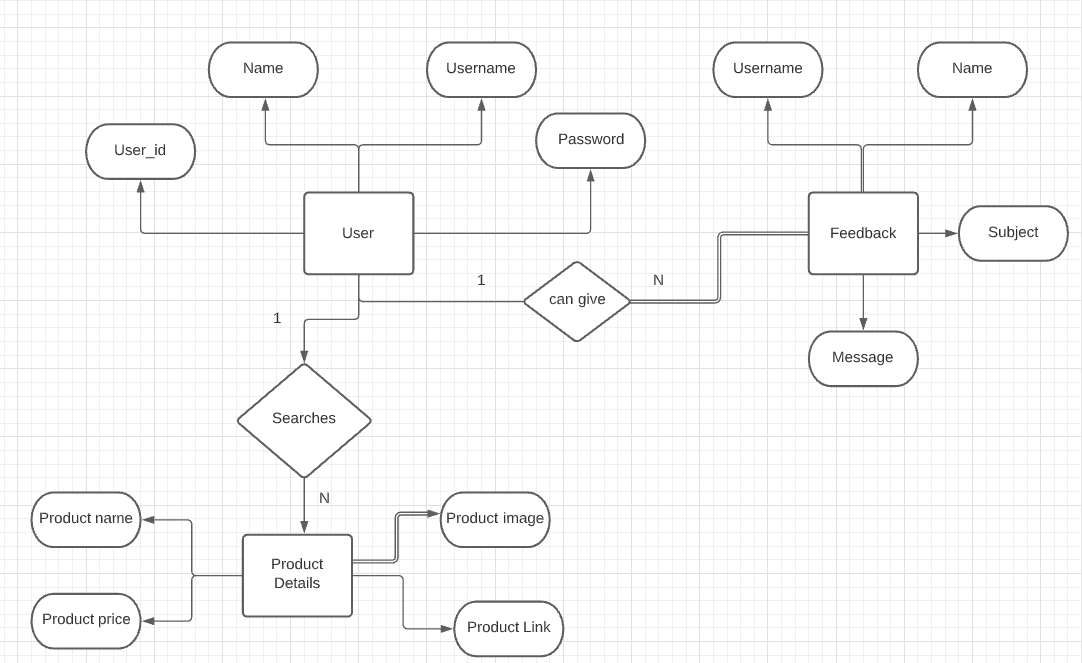 Name
Username
Username
Name
User_id
Password
User
Feedback
Subject
1
N
can give
1
Message
Searches
N
Product name
Product image
Product
Details
Product price
Product Link